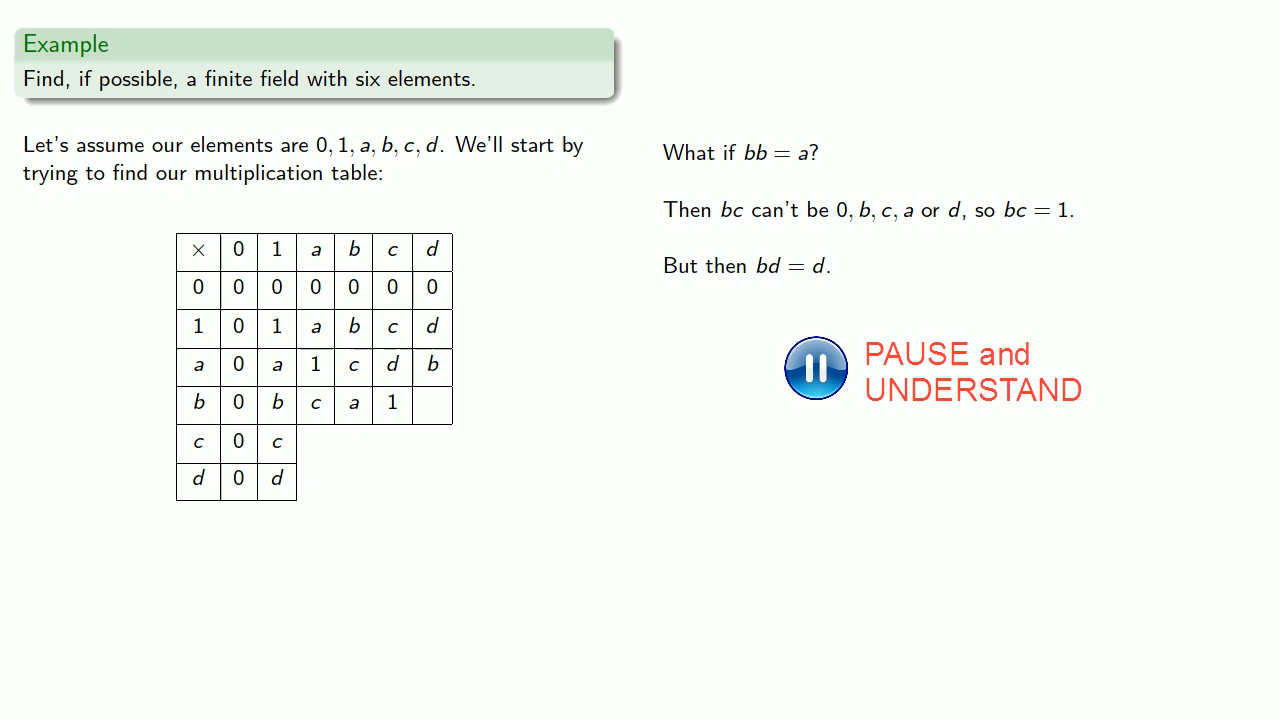 Example
Find, if possible, a finite field with six elements.
Let's assume our elements are 0, 1, a, b, c, d. We'll start by
trying to find our multiplication table:
× 0 1 a b c d
0 0 0 0 0 0 0
1 0 1 a b c d
a 0 a 1 c d b
b 0 b c a 1
c 0 c
d 0 d
What if bb = a?
Then bc can't be 0, b, c, a or d, so bc = 1.
But then bd = d.
PAUSE and
UNDERSTAND